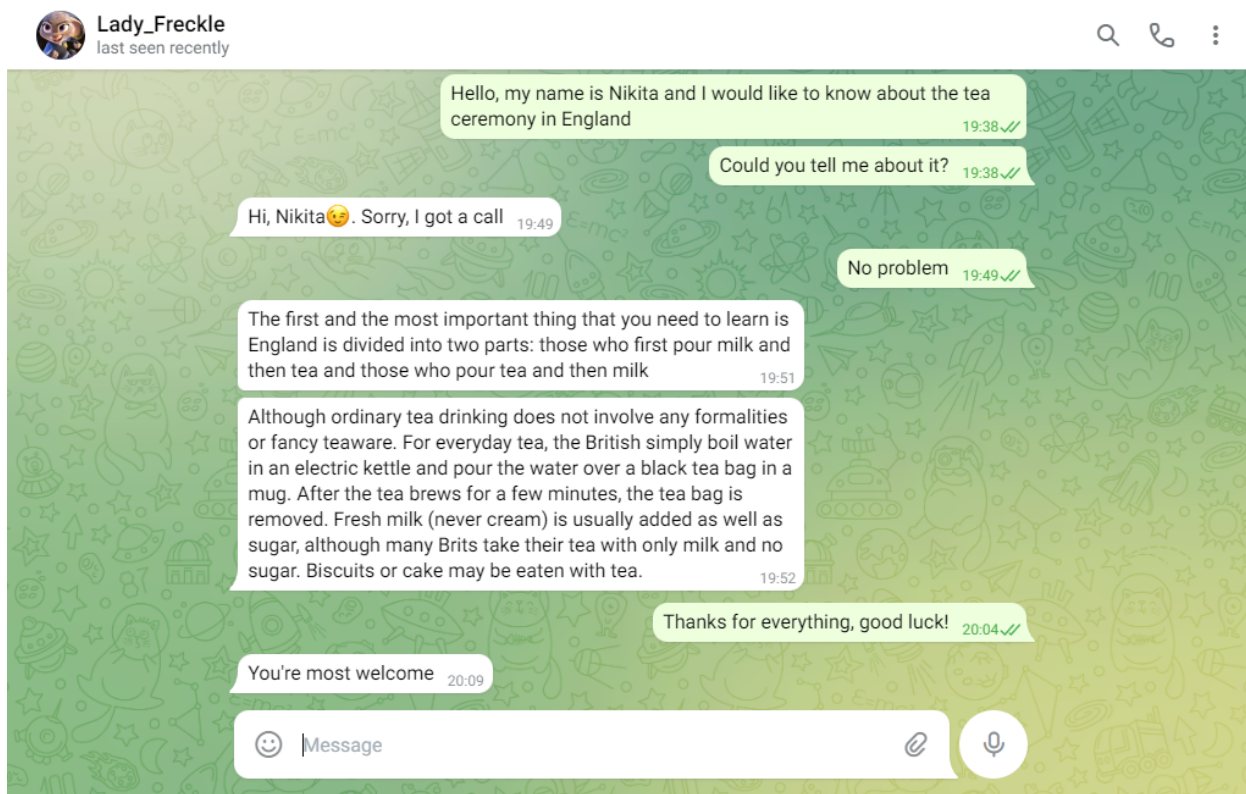 Lady_Freckle
last seen recently
Hello, my name is Nikita and I would like to know about the tea
ceremony in England
19:38
Could you tell me about it? 19:38
Hi, Nikita😉. Sorry, I got a call 19:49
No problem 19:49
The first and the most important thing that you need to learn is
England is divided into two parts: those who first pour milk and
then tea and those who pour tea and then milk
19:51
Although ordinary tea drinking does not involve any formalities
or fancy teaware. For everyday tea, the British simply boil water
in an electric kettle and pour the water over a black tea bag in a
mug. After the tea brews for a few minutes, the tea bag is
removed. Fresh milk (never cream) is usually added as well as
sugar, although many Brits take their tea with only milk and no
sugar. Biscuits or cake may be eaten with tea.
19:52
Thanks for everything, good luck! 20:04
You're most welcome 20:09
Message